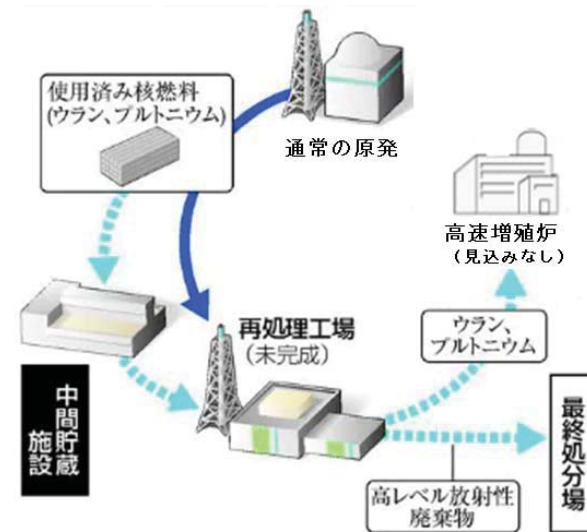 使用済み核燃料
(ウラン、プルトニウム)
通常の原発
高速増殖炉
(見込みなし)
再処理工場
(未完成)
ウラン、
プルトニウム
中間貯蔵
施設
最終処分場
高レベル放射性
廃棄物